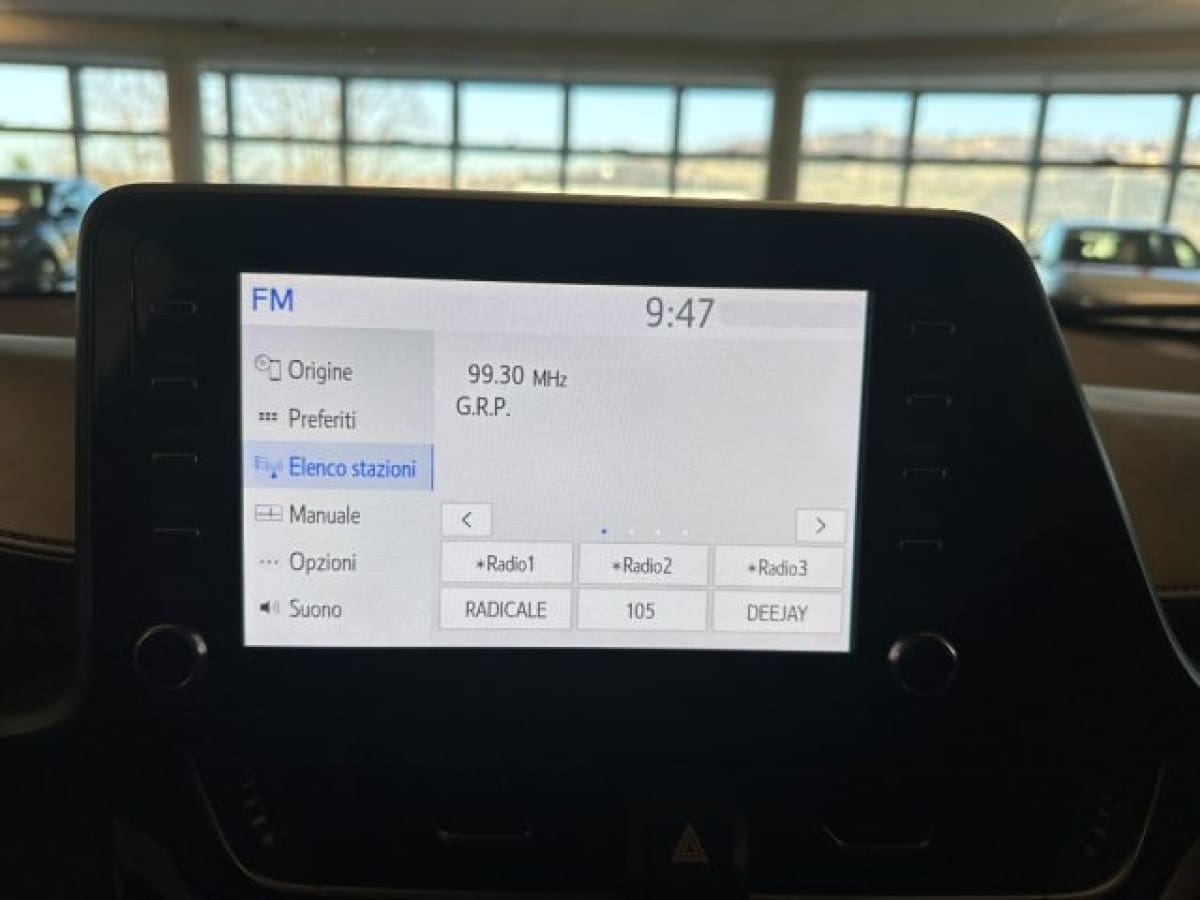 FM
9:47
Origine
Preferiti
Elenco stazioni
Manuale
Opzioni
Suono
99.30 MHz
G.R.P.
*Radio1
*Radio2
*Radio3
RADICALE
105
DEEJAY